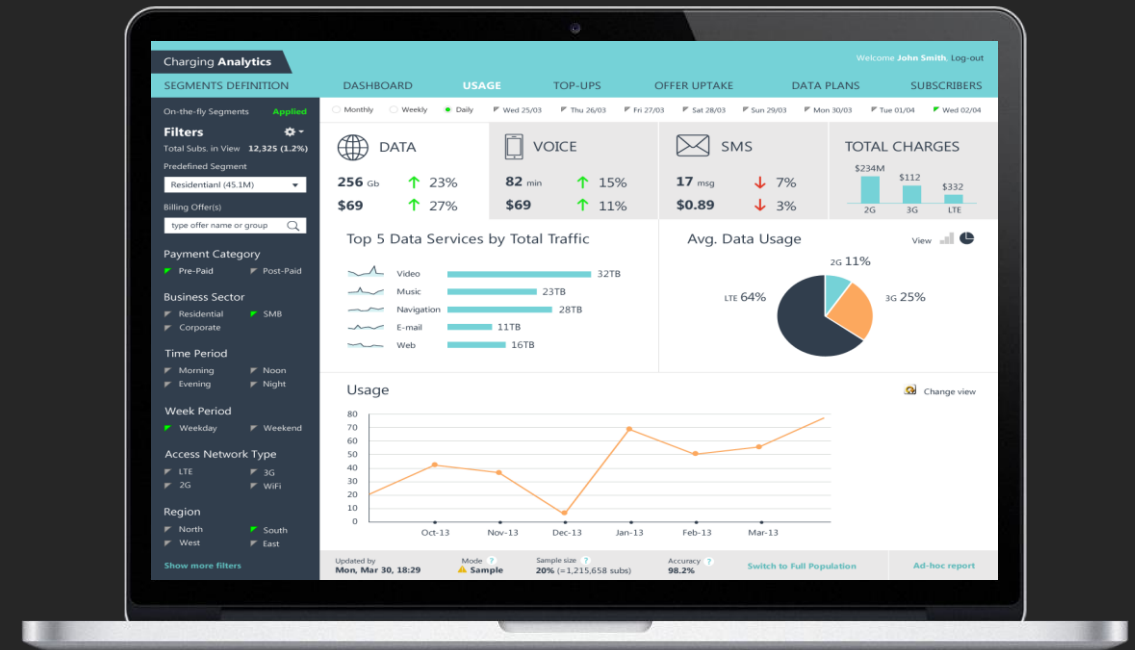 Charging Analytics
Welcome John Smith, Log-out
SEGMENTS DEFINITION DASHBOARD USAGE TOP-UPS OFFER UPTAKE DATA PLANS SUBSCRIBERS
On-the-fly Segments Applied
Filters
Total Subs. in View 12,325 (1.2%)
Predefined Segment
Residentianl (45.1M)
Billing Offer(s)
type offer name or group
Payment Category
Pre-Paid Post-Paid
Business Sector
Residential SMB
Corporate
Time Period
Morning Noon
Evening Night
Week Period
Weekday Weekend
Access Network Type
LTE 3G
2G WiFi
Region
North South
West East
Show more filters
Monthly Weekly Daily Wed 25/03 Thu 26/03 Fri 27/03 Sat 28/03 Sun 29/03 Mon 30/03 Tue 01/04 Wed 02/04
DATA
256 Gb 23%
$69 27%
VOICE
82 min 15%
$69 11%
SMS
17 msg 7%
$0.89 3%
TOTAL CHARGES
$234M $112 $332
2G 3G LTE
Top 5 Data Services by Total Traffic
Video 32TB
Music 23TB
Navigation 28TB
E-mail 11TB
Web 16TB
Avg. Data Usage
View
2G 11%
LTE 64%
3G 25%
Usage
Change view
80
70
60
50
40
30
20
10
0
Oct-13 Nov-13 Dec-13 Jan-13 Feb-13 Mar-13
Updated by
Mon, Mar 30, 18:29
Mode ?
Sample
Sample size ?
20% (=1,215,658 subs)
Accuracy ?
98.2%
Switch to Full Population
Ad-hoc report